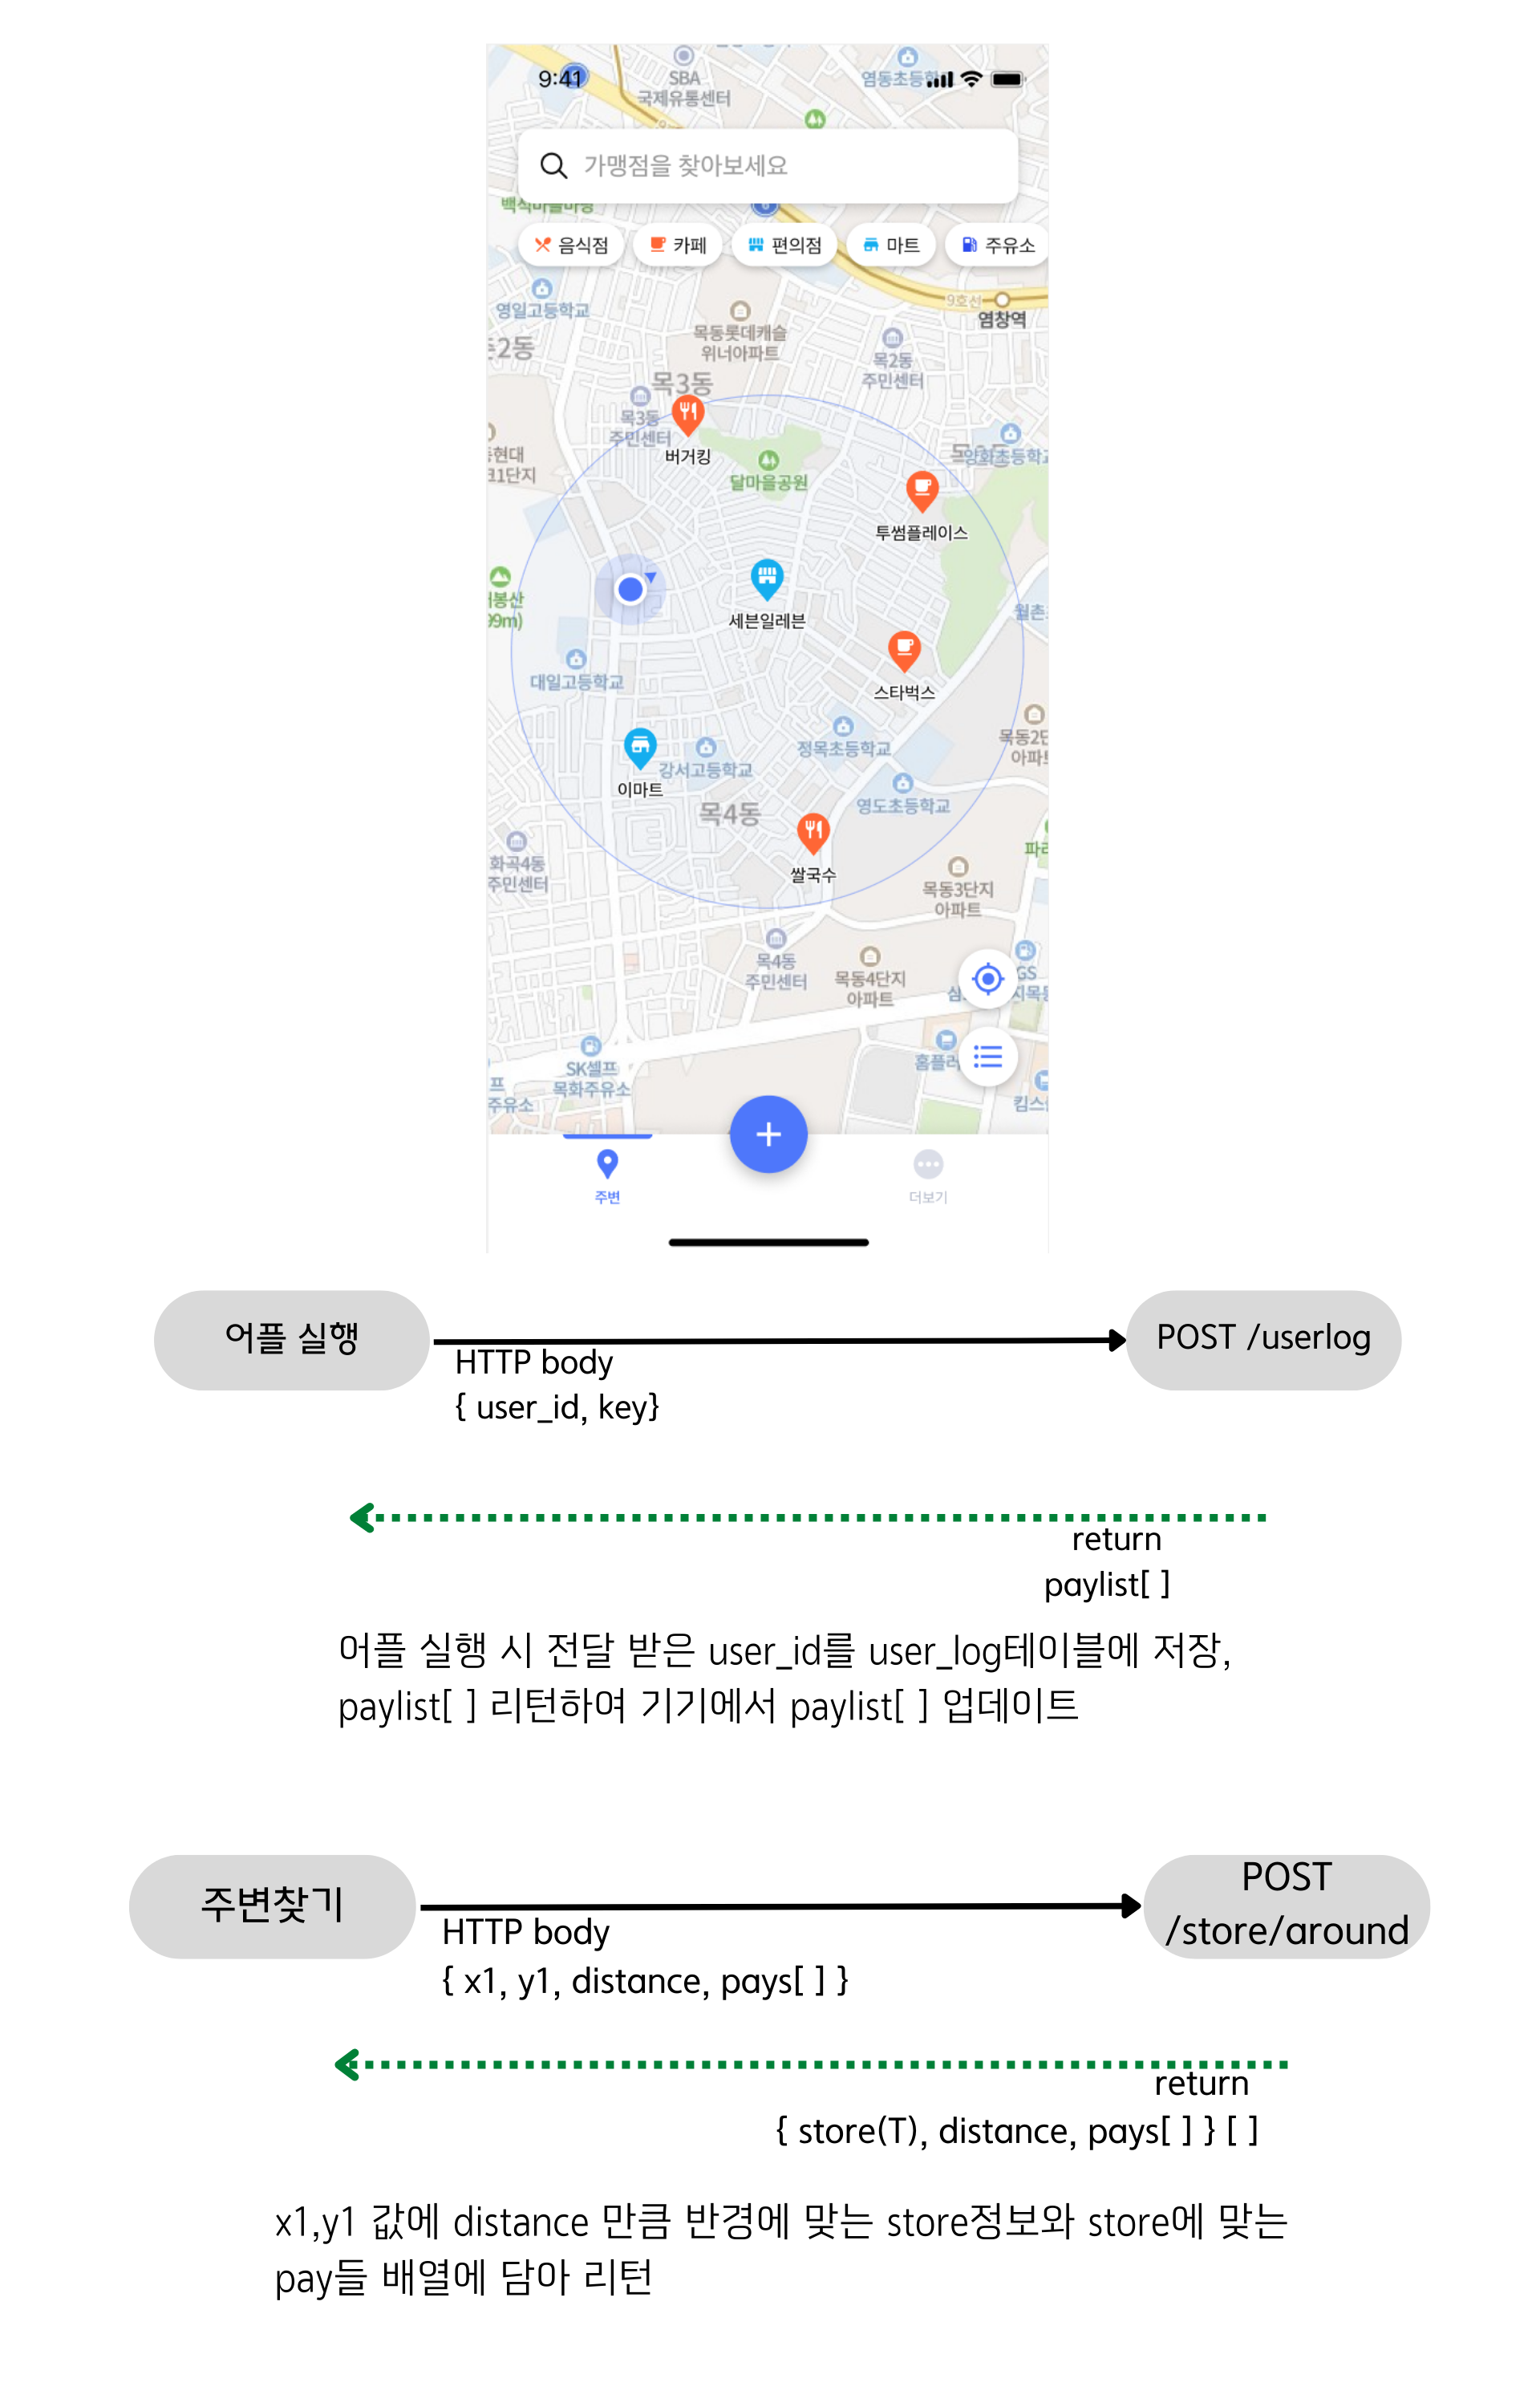 SBA
국제유통센터
염동초등학
9:41
가맹점을 찾아보세요
음식점
카페
편의점
마트
주유소
영일고등학교
9호선
염창역
목동롯데캐슬
위너아파트
2동
목2동
주민센터
목3동
목3동
주민센터
버거킹
현대
1단지
달마을공원
양화초등학교
투썸플레이스
봉산
9m)
세븐일레븐
월촌
대일고등학교
스타벅스
정목초등학교
목동2단
아파트
강서고등학교
이마트
목4동
영도초등학교
쌀국수
파리
화곡4동
주민센터
목동3단지
아파트
목4동
주민센터
목동4단지
아파트
GS
SK셀프
목화주유소
홈플러
프
주유소
킴스
주변
더보기
어플 실행
POST /userlog
HTTP body
{ user_id, key}
return
paylist[ ]
어플 실행 시 전달 받은 user_id를 user_log테이블에 저장,
paylist[ ] 리턴하여 기기에서 paylist[ ] 업데이트
주변찾기
POST
/store/around
HTTP body
{ x1, y1, distance, pays[ ] }
return
{ store(T), distance, pays[ ] } [ ]
x1,y1 값에 distance 만큼 반경에 맞는 store정보와 store에 맞는
pay들 배열에 담아 리턴